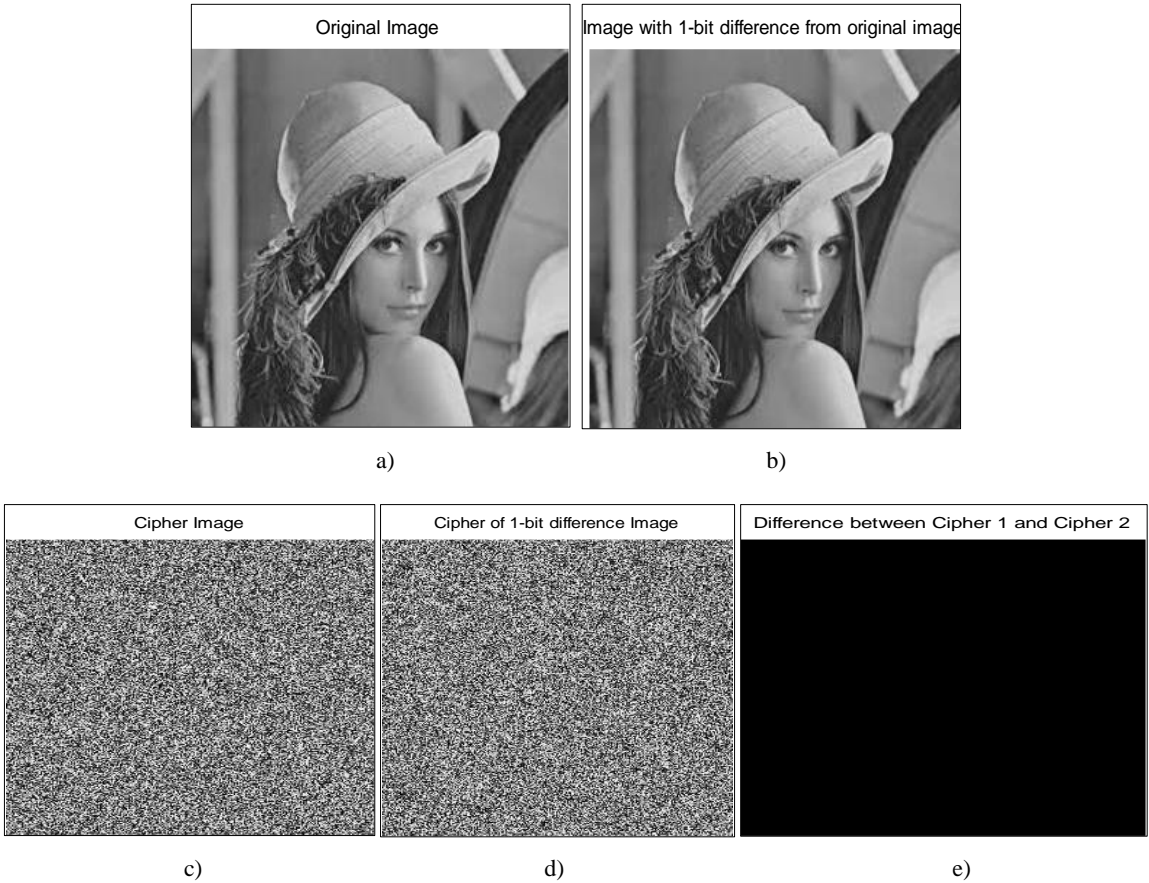 Original Image
Image with 1-bit difference from original image
a)
b)
Cipher Image
Cipher of 1-bit difference Image
Difference between Cipher 1 and Cipher 2
c)
d)
e)